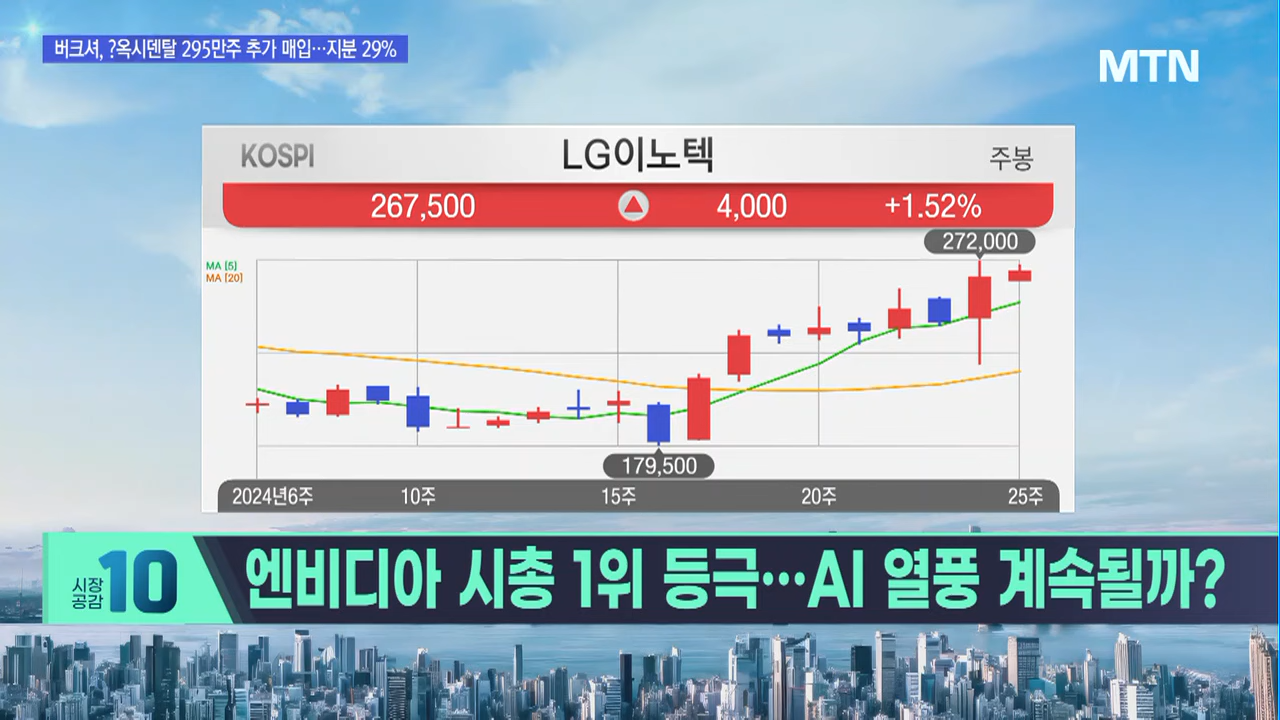 버크셔, ?옥시덴탈 295만주 추가 매입…지분 29%
MTN
KOSPI
LG이노텍
주봉
267,500 ▲ 4,000 +1.52%
272,000
MA [5]
MA [20]
179,500
2024년6주 10주 15주 20주 25주
시장
공감
10
엔비디아 시총 1위 등극…AI 열풍 계속될까?